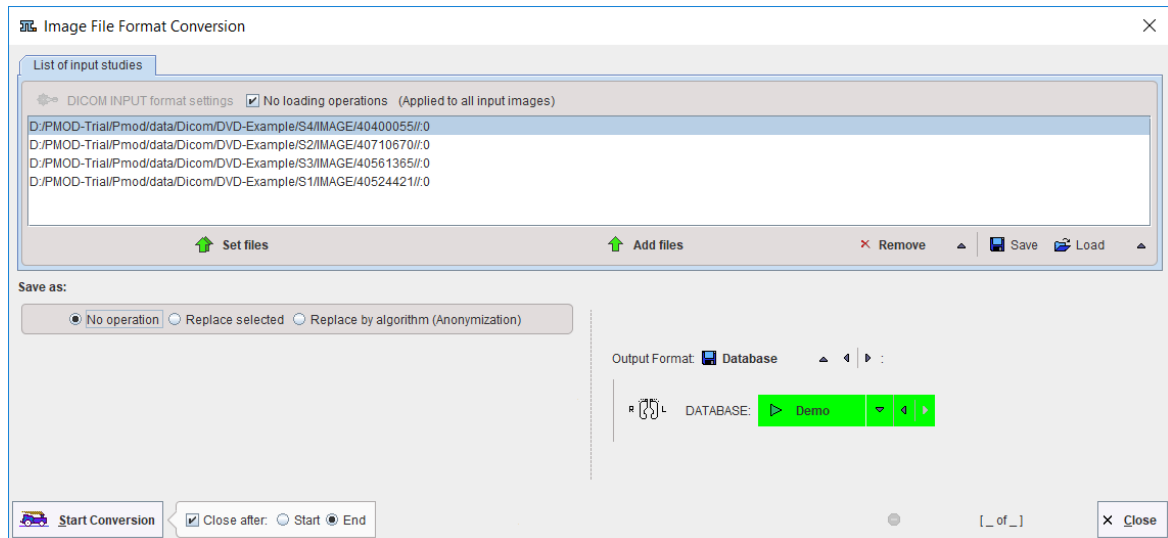 Image File Format Conversion
List of input studies
DICOM INPUT format settings No loading operations (Applied to all input images)
D:/PMOD-Trial/Pmod/data/Dicom/DVD-Example/S4/IMAGE/40400055//:0
D:/PMOD-Trial/Pmod/data/Dicom/DVD-Example/S2/IMAGE/40710670//:0
D:/PMOD-Trial/Pmod/data/Dicom/DVD-Example/S3/IMAGE/40561365//:0
D:/PMOD-Trial/Pmod/data/Dicom/DVD-Example/S1/IMAGE/40524421//:0
Set files Add files Remove Save Load
Save as:
No operation Replace selected Replace by algorithm (Anonymization)
Output Format: Database :
R L DATABASE: Demo
Start Conversion Close after: Start End [ _ of _ ] Close